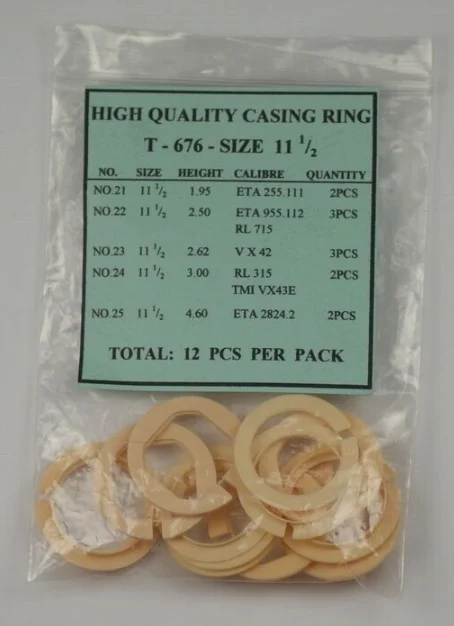 HIGH QUALITY CASING RING
T - 676 - SIZE 11 1/2
NO. SIZE HEIGHT CALIBRE QUANTITY
NO.21 11 1/2 1.95 ETA 255.111 2PCS
NO.22 11 1/2 2.50 ETA 955.112 3PCS
RL 715
NO.23 11 1/2 2.62 V X 42 3PCS
NO.24 11 1/2 3.00 RL 315 2PCS
TMI VX43E
NO.25 11 1/2 4.60 ETA 2824.2 2PCS
TOTAL: 12 PCS PER PACK